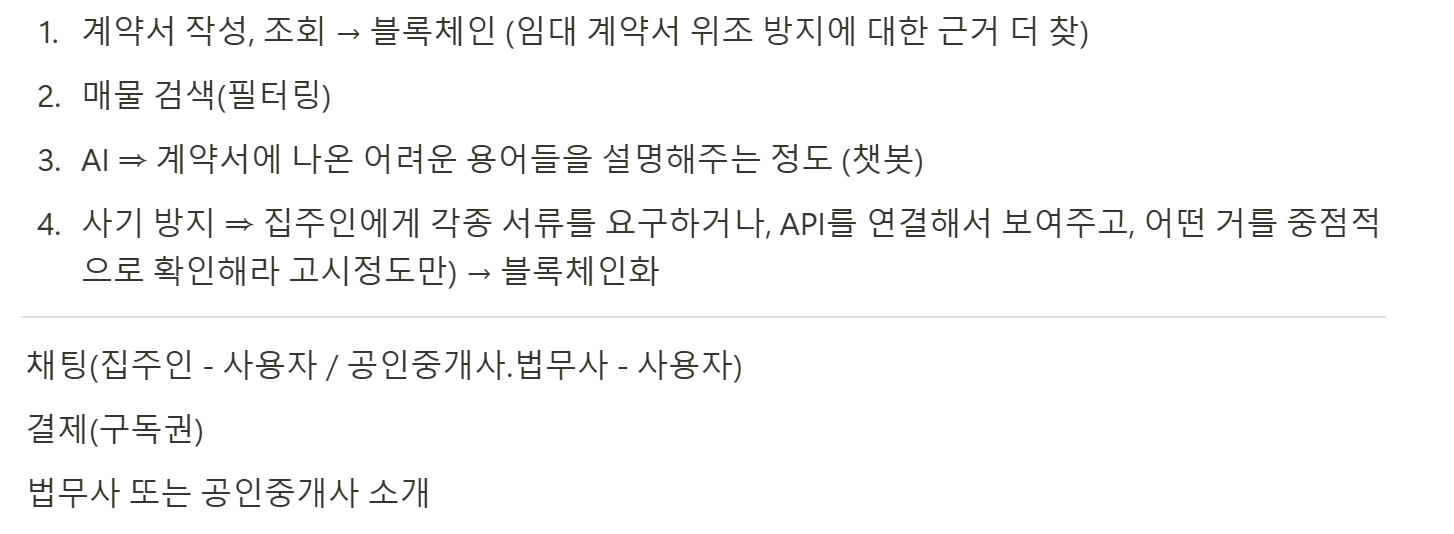 1. 계약서 작성, 조회 → 블록체인 (임대 계약서 위조 방지에 대한 근거 더 찾)
2. 매물 검색(필터링)
3. AI ⇒ 계약서에 나온 어려운 용어들을 설명해주는 정도 (챗봇)
4. 사기 방지 ⇒ 집주인에게 각종 서류를 요구하거나, API를 연결해서 보여주고, 어떤 거를 중점적
으로 확인해라 고시정도만) → 블록체인화
채팅(집주인 - 사용자 / 공인중개사.법무사 - 사용자)
결제(구독권)
법무사 또는 공인중개사 소개